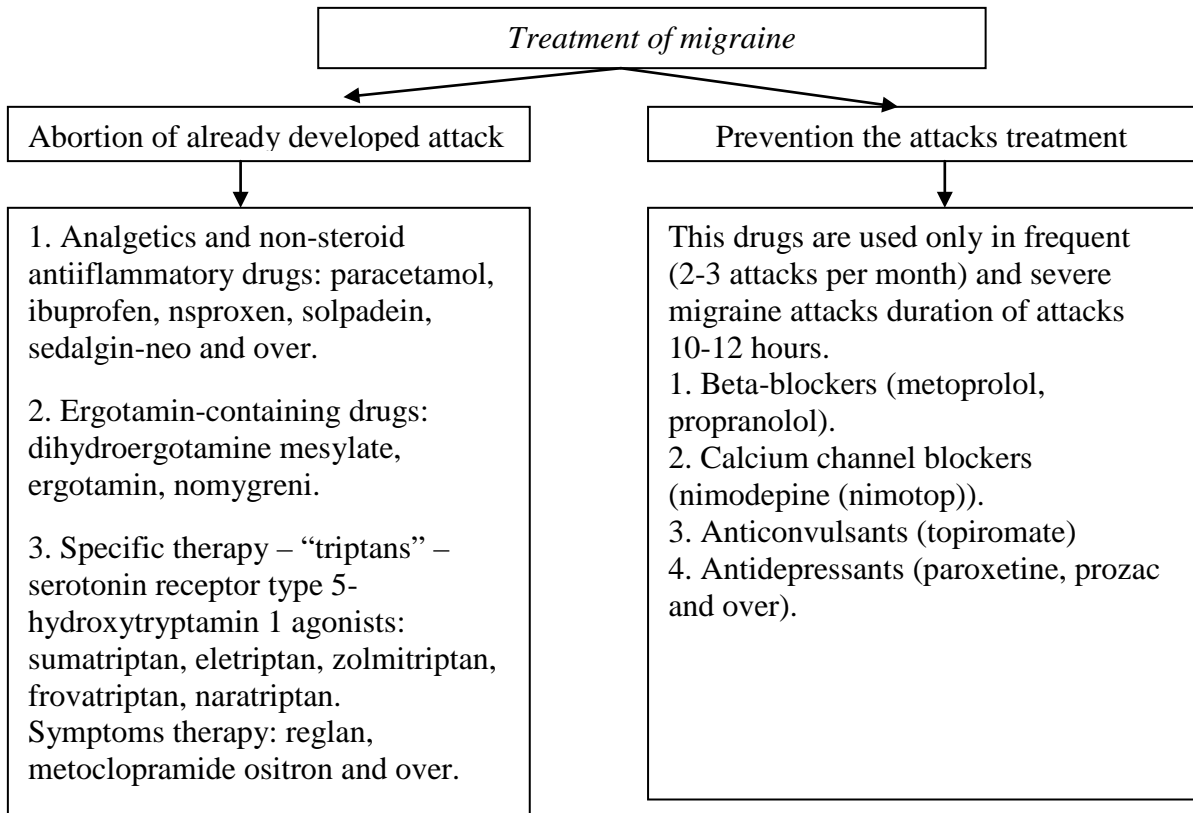 Treatment of migraine
Abortion of already developed attack
Prevention the attacks treatment
1. Analgetics and non-steroid
antiiflammatory drugs: paracetamol,
ibuprofen, nsproxen, solpadein,
sedalgin-neo and over.
2. Ergotamin-containing drugs:
dihydroergotamine mesylate,
ergotamin, nomygreni.
3. Specific therapy – “triptans” –
serotonin receptor type 5-
hydroxytryptamin 1 agonists:
sumatriptan, eletriptan, zolmitriptan,
frovatriptan, naratriptan.
Symptoms therapy: reglan,
metoclopramide ositron and over.
This drugs are used only in frequent
(2-3 attacks per month) and severe
migraine attacks duration of attacks
10-12 hours.
1. Beta-blockers (metoprolol,
propranolol).
2. Calcium channel blockers
(nimodepine (nimotop)).
3. Anticonvulsants (topiromate)
4. Antidepressants (paroxetine, prozac
and over).